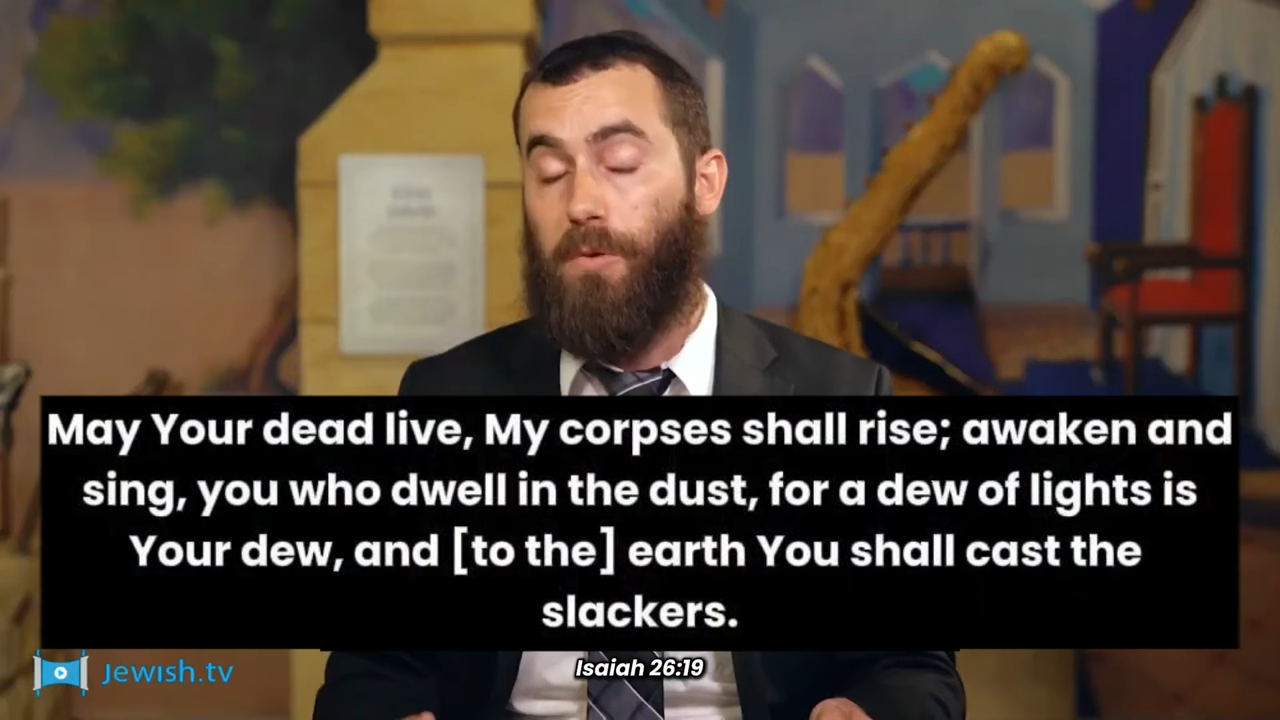 May Your dead live, My corpses shall rise; awaken and
sing, you who dwell in the dust, for a dew of lights is
Your dew, and [to the] earth You shall cast the
slackers.
Isaiah 26:19
Jewish.tv